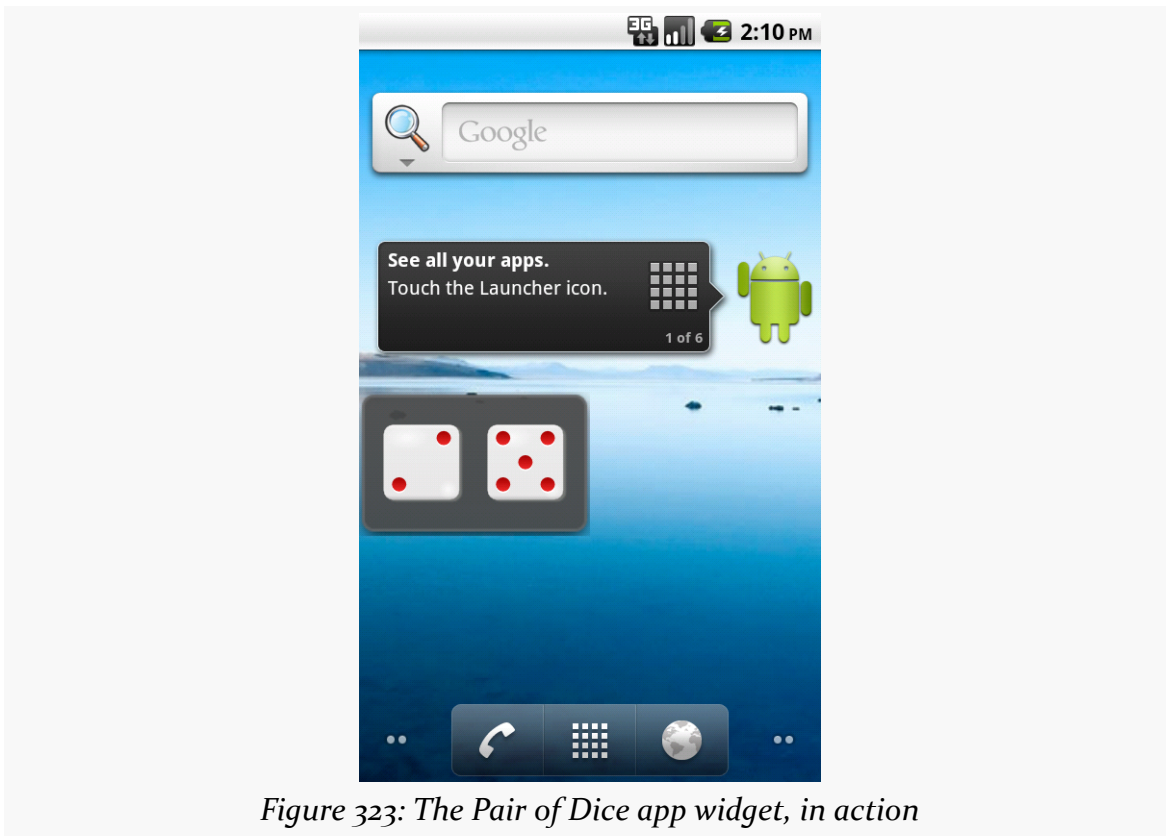 3G 2:10 PM
Google
See all your apps.
Touch the Launcher icon.
1 of 6
Figure 323: The Pair of Dice app widget, in action